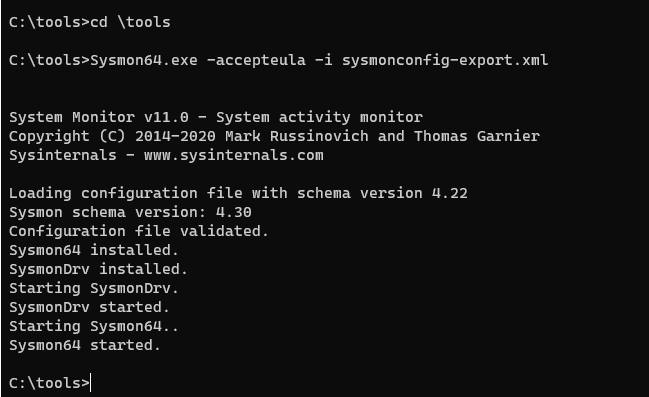 C:\tools>cd \tools
C:\tools>Sysmon64.exe -accepteula -i sysmonconfig-export.xml
System Monitor v11.0 - System activity monitor
Copyright (C) 2014-2020 Mark Russinovich and Thomas Garnier
Sysinternals - www.sysinternals.com
Loading configuration file with schema version 4.22
Sysmon schema version: 4.30
Configuration file validated.
Sysmon64 installed.
SysmonDrv installed.
Starting SysmonDrv.
SysmonDrv started.
Starting Sysmon64..
Sysmon64 started.
C:\tools>